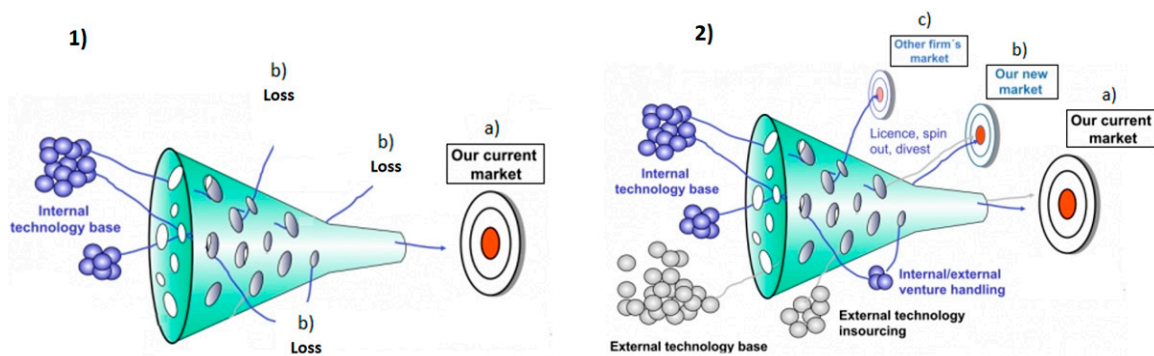 1)
b)
Loss
b)
Loss
a)
Our current
market
Internal
technology base
b)
Loss
2)
c)
Other firm´s
market
b)
Our new
market
a)
Our current
market
Licence, spin
out, divest
Internal
technology base
Internal/external
venture handling
External technology
insourcing
External technology base